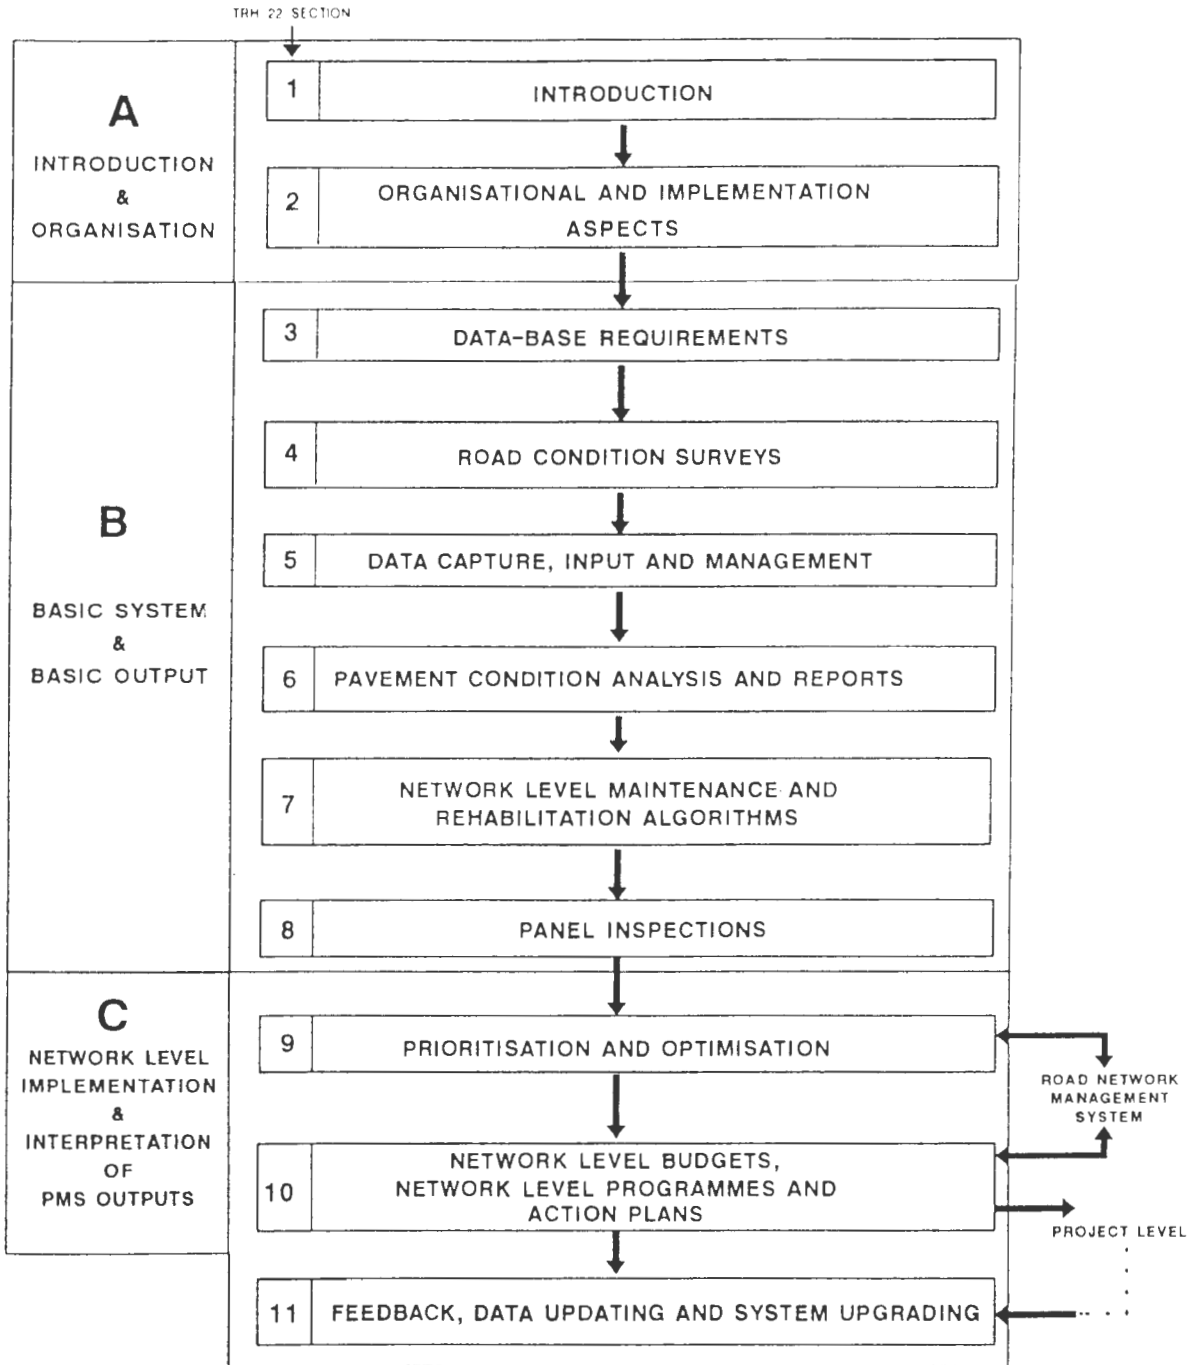 TRH 22 SECTION
A
INTRODUCTION
&
ORGANISATION
1
INTRODUCTION
2
ORGANISATIONAL AND IMPLEMENTATION
ASPECTS
B
BASIC SYSTEM
&
BASIC OUTPUT
3
DATA-BASE REQUIREMENTS
4
ROAD CONDITION SURVEYS
5
DATA CAPTURE, INPUT AND MANAGEMENT
6
PAVEMENT CONDITION ANALYSIS AND REPORTS
7
NETWORK LEVEL MAINTENANCE AND
REHABILITATION ALGORITHMS
8
PANEL INSPECTIONS
C
NETWORK LEVEL
IMPLEMENTATION
&
INTERPRETATION
OF
PMS OUTPUTS
9
PRIORITISATION AND OPTIMISATION
ROAD NETWORK
MANAGEMENT
SYSTEM
10
NETWORK LEVEL BUDGETS,
NETWORK LEVEL PROGRAMMES AND
ACTION PLANS
PROJECT LEVEL
11
FEEDBACK, DATA UPDATING AND SYSTEM UPGRADING